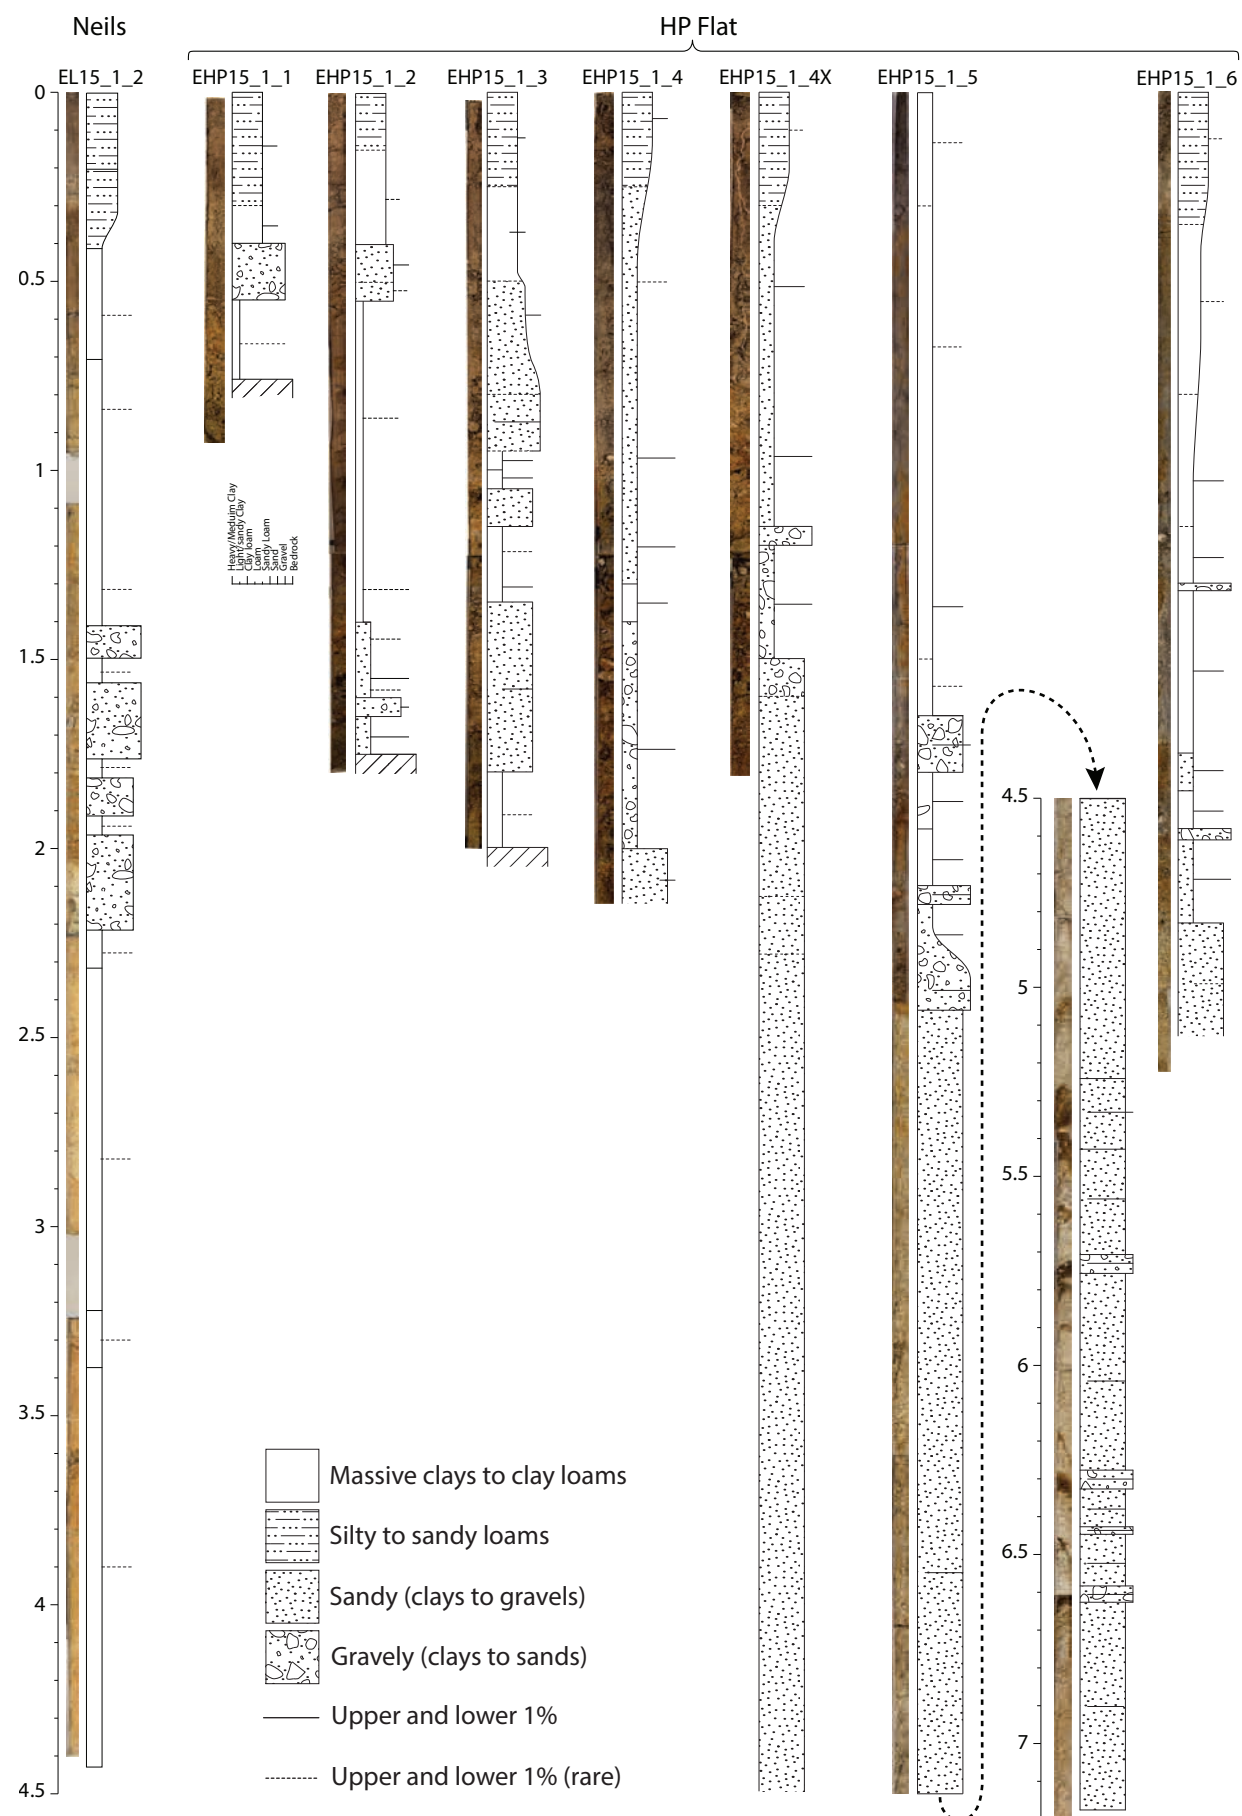 Neils
HP Flat
EL15_1_2
EHP15_1_1
EHP15_1_2
EHP15_1_3
EHP15_1_4
EHP15_1_4X
EHP15_1_5
EHP15_1_6
0
0.5
1
1.5
2
2.5
3
3.5
4
4.5
Heavy/Meduim Clay
Light/sandy Clay
Clay loam
Loam
Sandy Loam
Sand
Gravel
Bedrock
4.5
5
5.5
6
6.5
7
Massive clays to clay loams
Silty to sandy loams
Sandy (clays to gravels)
Gravely (clays to sands)
Upper and lower 1%
Upper and lower 1% (rare)